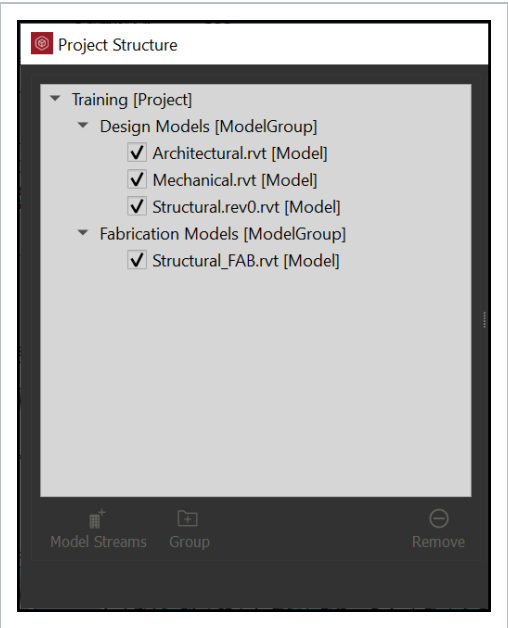 Project Structure
Training [Project]
Design Models [ModelGroup]
Architectural.rvt [Model]
Mechanical.rvt [Model]
Structural.rev0.rvt [Model]
Fabrication Models [ModelGroup]
Structural_FAB.rvt [Model]
Model Streams Group Remove